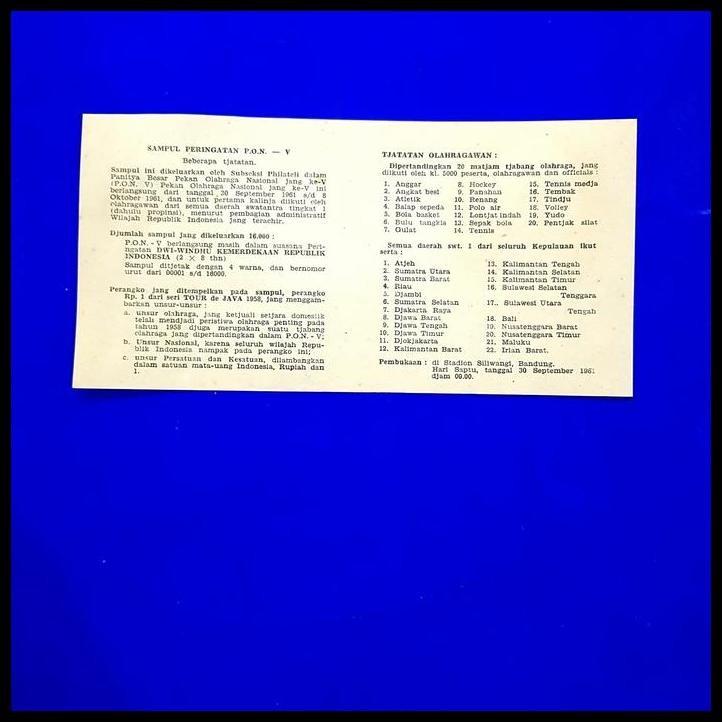 SAMPUL PERINGATAN P.O.N. — V
Beberapa tjatatan.
Sampul ini dikeluarkan oleh Subseksi Philateli dalam
Panitya Besar Pekan Olahraga Nasional jang ke-V
(P.O.N. V) Pekan Olahraga Nasional jang ke-V ini
berlangsung dari tanggal 30 September 1961 s/d 8
Oktober 1961, dan untuk pertama kalinja diikuti oleh
olahragawan dari semua daerah swatantra tingkat 1
(dahulu propinsi), menurut pembagian administratif
Wilajah Republik Indonesia jang terachir.
Djumlah sampul jang dikeluarkan 16.000 :
P.O.N. - V berlangsung masih dalam suasana Peri-
ngatan DWI-WINDHU KEMERDEKAAN REPUBLIK
INDONESIA (2 × 8 thn)
Sampul ditjetak dengan 4 warna, dan bernomor
urut dari 00001 s/d 16000.
Perangko jang ditempelkan pada sampul, perangko
Rp. 1 dari seri TOUR de JAVA 1958, jang menggam-
barkan unsur-unsur :
a. unsur olahraga, jang ketjuali setjara domestik
telah mendjadi peristiwa olahraga penting pada
tahun 1958 djuga merupakan suatu tjabang
olahraga jang dipertandingkan dalam P.O.N. - V;
b. Unsur Nasional, karena seluruh wilajah Repu-
blik Indonesia nampak pada perangko ini;
c. unsur Persatuan dan Kesatuan, dilambangkan
dalam satuan mata-uang Indonesia, Rupiah dan
1.
TJATATAN OLAHRAGAWAN :
Dipertandingkan 20 matjam tjabang olahraga, jang
diikuti oleh kl. 5000 peserta, olahragawan dan officials :
1. Anggar 8. Hockey 15. Tennis medja
2. Angkat besi 9. Panahan 16. Tembak
3. Atletik 10. Renang 17. Tindju
4. Balap sepeda 11. Polo air 18. Volley
5. Bola basket 12. Lontjat indah 19. Yudo
6. Bulu tangkis 13. Sepak bola 20. Pentjak silat
7. Gulat 14. Tennis
Semua daerah swt. 1 dari seluruh Kepulauan ikut
serta :
1. Atjeh 13. Kalimantan Tengah
2. Sumatra Utara 14. Kalimantan Selatan
3. Sumatra Barat 15. Kalimantan Timur
4. Riau 16. Sulawesi Selatan
5. Djambi Tenggara
6. Sumatra Selatan 17.. Sulawesi Utara
7. Djakarta Raya Tengah
8. Djawa Barat 18. Bali
9. Djawa Tengah 19. Nusatenggara Barat
10. Djawa Timur 20. Nusatenggara Timur
11. Djokjakarta 21. Maluku
12. Kalimantan Barat 22. Irian Barat.
Pembukaan : di Stadion Siliwangi, Bandung.
Hari Saptu, tanggal 30 September 1961
djam 09.00.